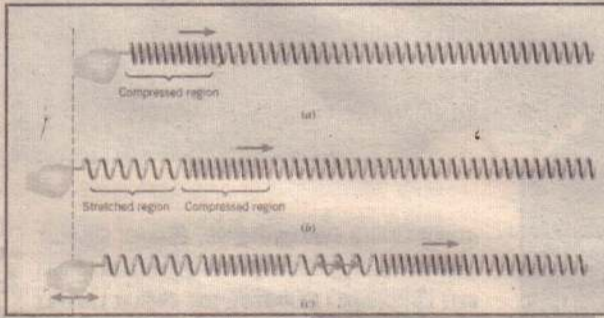 Compressed region
(a)
Stretched region Compressed region
(b)
(c)